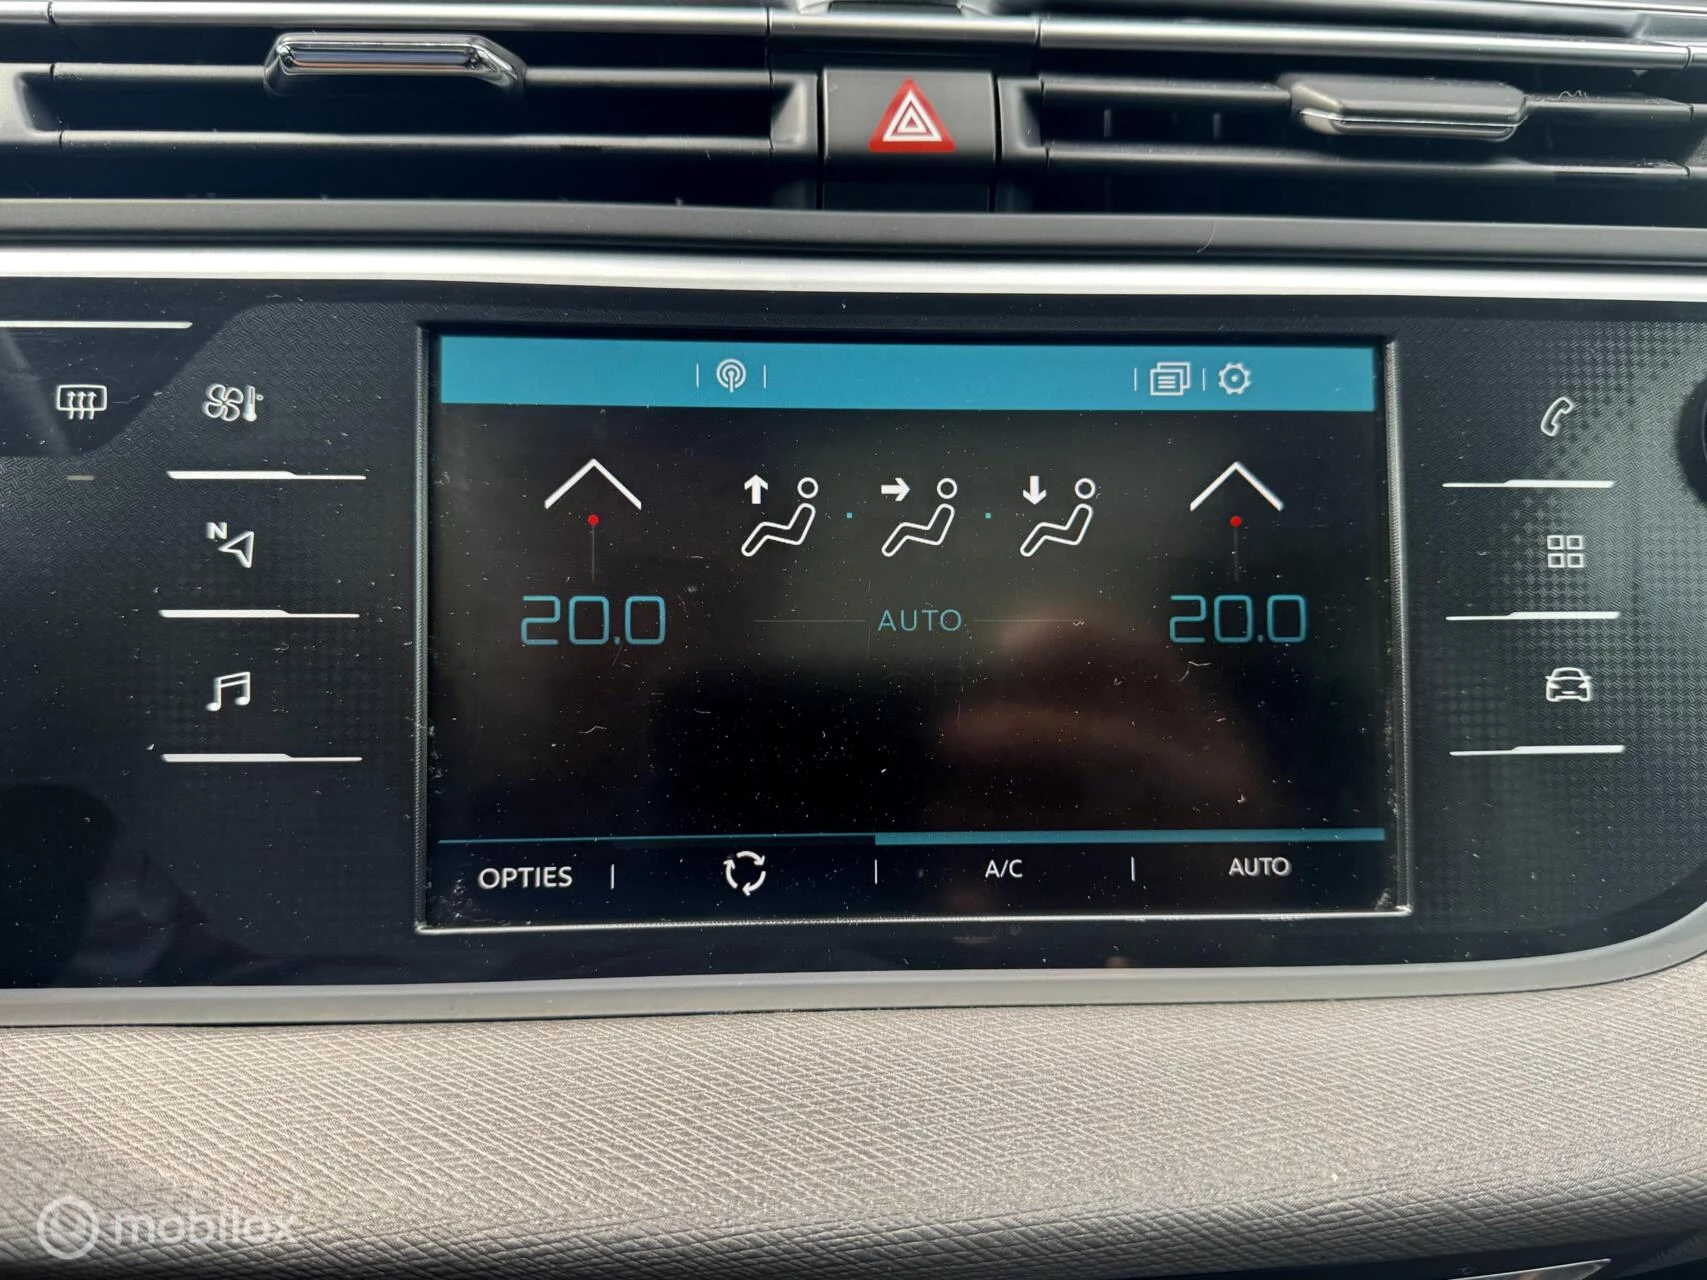 N
20.0 AUTO 20.0
OPTIES A/C AUTO
mobilox